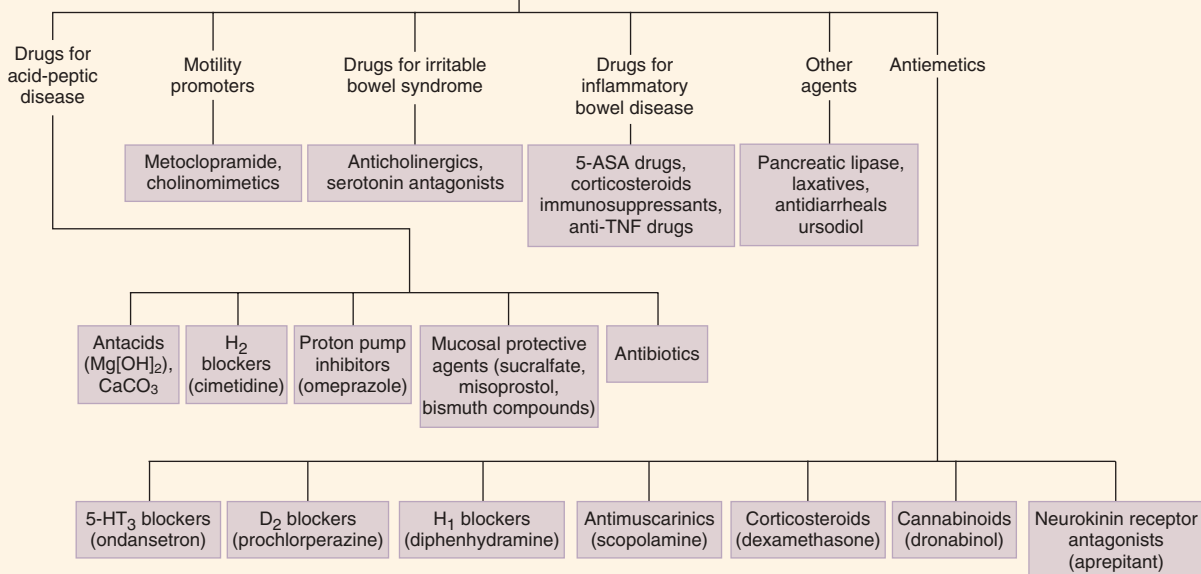 Drugs for
acid-peptic
disease
Motility
promoters
Drugs for irritable
bowel syndrome
Drugs for
inflammatory
bowel disease
Other
agents
Antiemetics
Metoclopramide,
cholinomimetics
Anticholinergics,
serotonin antagonists
5-ASA drugs,
corticosteroids
immunosuppressants,
anti-TNF drugs
Pancreatic lipase,
laxatives,
antidiarrheals
ursodiol
Antacids
(Mg[OH]₂),
CaCO₃
H₂
blockers
(cimetidine)
Proton pump
inhibitors
(omeprazole)
Mucosal protective
agents (sucralfate,
misoprostol,
bismuth compounds)
Antibiotics
5-HT₃ blockers
(ondansetron)
D₂ blockers
(prochlorperazine)
H₁ blockers
(diphenhydramine)
Antimuscarinics
(scopolamine)
Corticosteroids
(dexamethasone)
Cannabinoids
(dronabinol)
Neurokinin receptor
antagonists
(aprepitant)